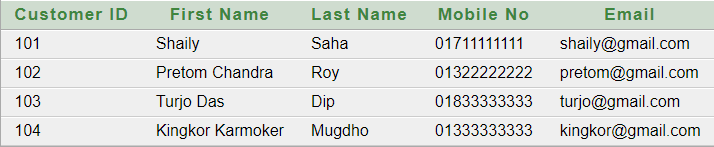 Customer ID First Name Last Name Mobile No Email
101 Shaily Saha 01711111111 shaily@gmail.com
102 Pretom Chandra Roy 01322222222 pretom@gmail.com
103 Turjo Das Dip 01833333333 turjo@gmail.com
104 Kingkor Karmoker Mugdho 01333333333 kingkor@gmail.com